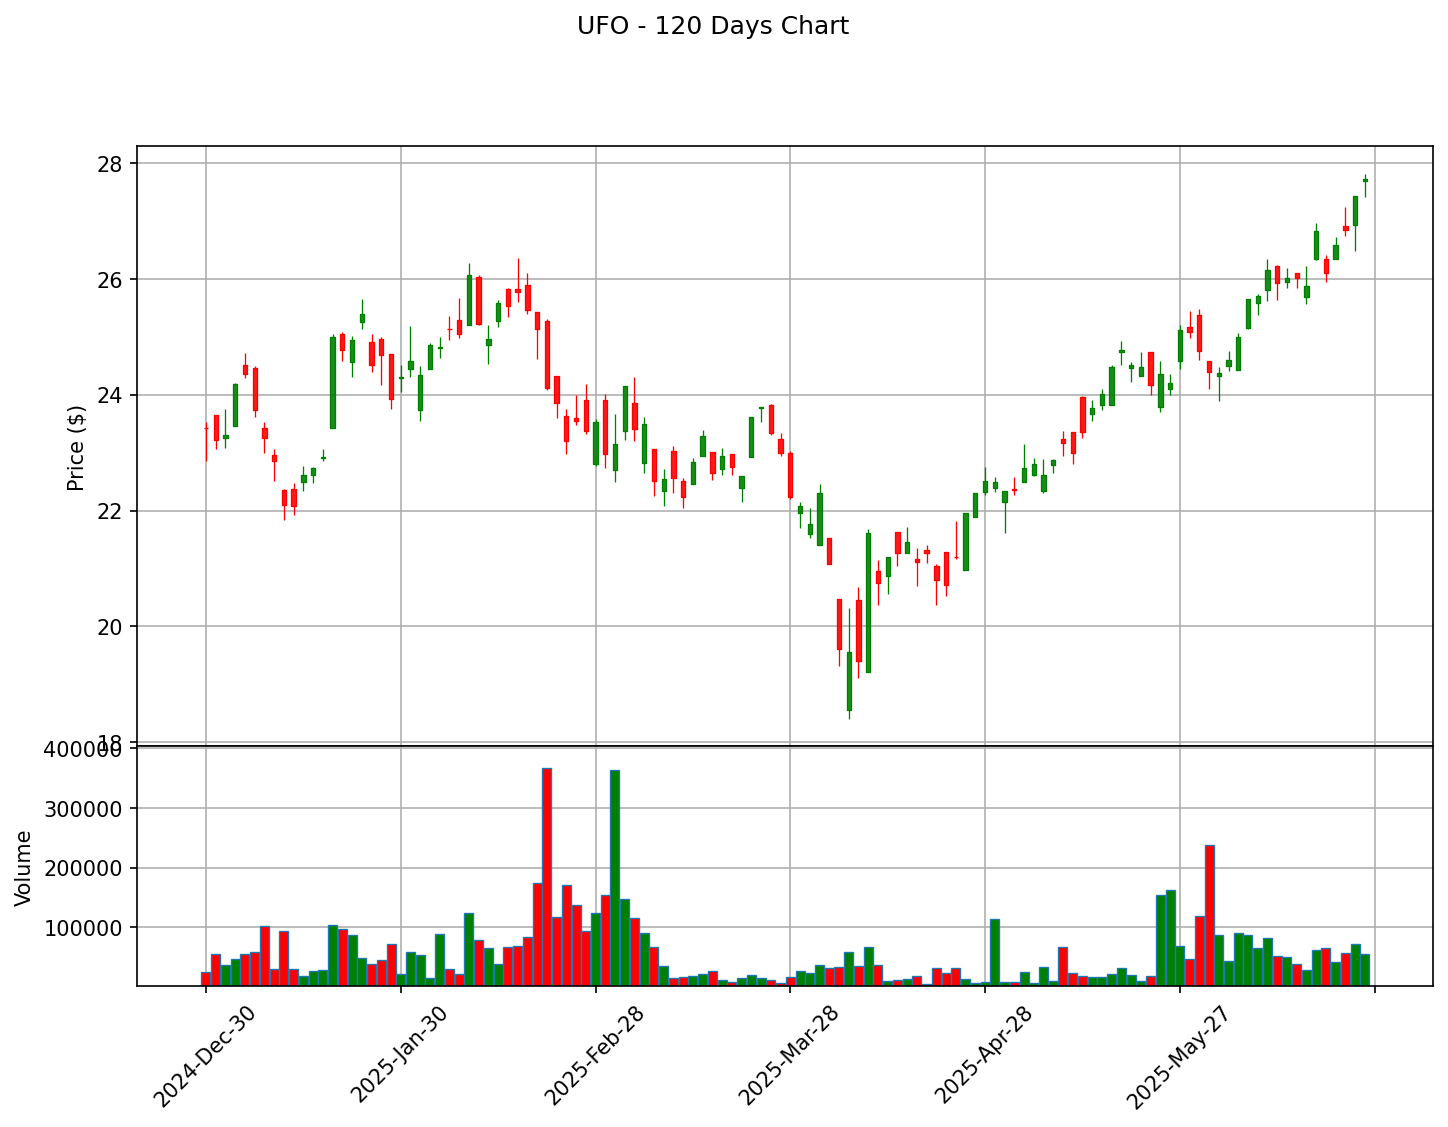 UFO - 120 Days Chart
Price ($)
28
26
24
22
20
18
Volume
400000
300000
200000
100000
2024-Dec-30
2025-Jan-30
2025-Feb-28
2025-Mar-28
2025-Apr-28
2025-May-27